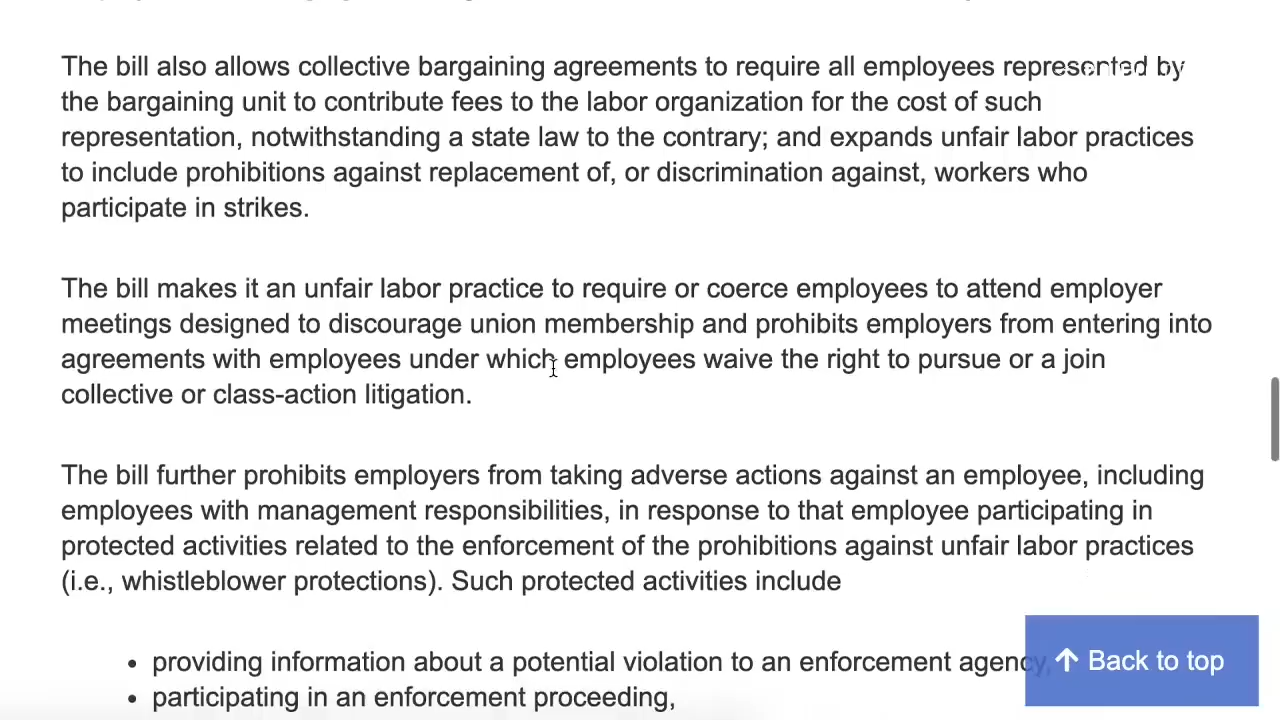 The bill also allows collective bargaining agreements to require all employees represented by
the bargaining unit to contribute fees to the labor organization for the cost of such
representation, notwithstanding a state law to the contrary; and expands unfair labor practices
to include prohibitions against replacement of, or discrimination against, workers who
participate in strikes.
The bill makes it an unfair labor practice to require or coerce employees to attend employer
meetings designed to discourage union membership and prohibits employers from entering into
agreements with employees under which employees waive the right to pursue or a join
collective or class-action litigation.
The bill further prohibits employers from taking adverse actions against an employee, including
employees with management responsibilities, in response to that employee participating in
protected activities related to the enforcement of the prohibitions against unfair labor practices
(i.e., whistleblower protections). Such protected activities include
• providing information about a potential violation to an enforcement agency,
• participating in an enforcement proceeding,
↑ Back to top